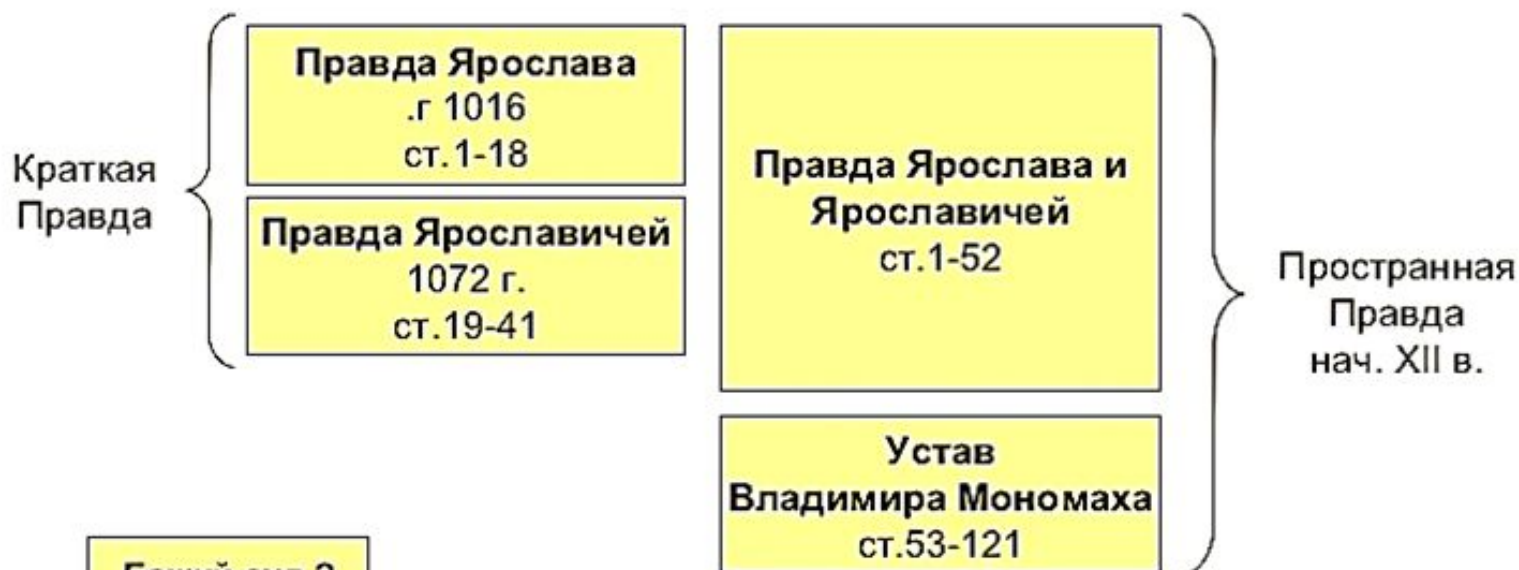 Краткая
Правда
Правда Ярослава
.г 1016
ст.1-18
Правда Ярославичей
1072 г.
ст.19-41
Правда Ярослава и
Ярославичей
ст.1-52
Устав
Владимира Мономаха
ст.53-121
Пространная
Правда
нач. XII в.